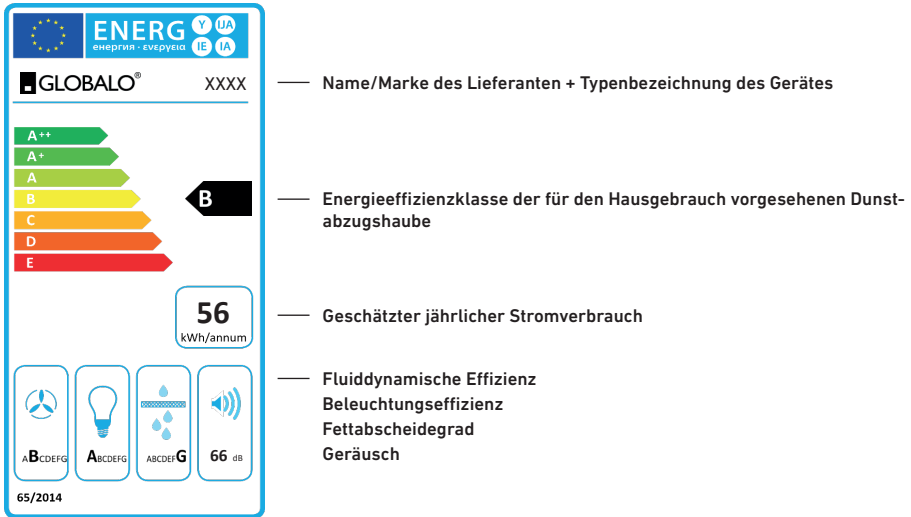 ENERG Y IJA
енергия · ενεργεια IE IA
GLOBALO® XXXX
Name/Marke des Lieferanten + Typenbezeichnung des Gerätes
A++
A+
A
B
C
D
E
B
Energieeffizienzklasse der für den Hausgebrauch vorgesehenen Dunst-
abzugshaube
56
kWh/annum
Geschätzter jährlicher Stromverbrauch
Fluiddynamische Effizienz
Beleuchtungseffizienz
Fettabscheidegrad
Geräusch
ABCDEFG
ABCDEFG
ABCDEFG
66 dB
65/2014